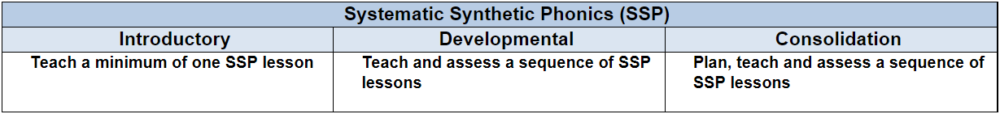 Systematic Synthetic Phonics (SSP)
Introductory
Developmental
Consolidation
Teach a minimum of one SSP lesson
Teach and assess a sequence of SSP
lessons
Plan, teach and assess a sequence of
SSP lessons